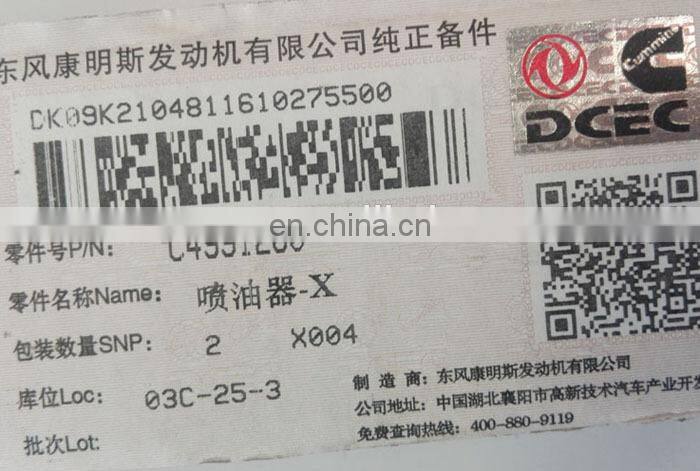 东风康明斯发动机有限公司纯正备件
DK09K2104811610275500
Cummins
DCEC
en.china.cn
零件号P/N:
零件名称Name: 喷油器-X
包装数量SNP: 2 X004
库位Loc: 03C-25-3
批次Lot:
制 造 商: 东风康明斯发动机有限公司
公司地址: 中国湖北襄阳市高新技术汽车产业开
免费查询热线: 400-880-9119